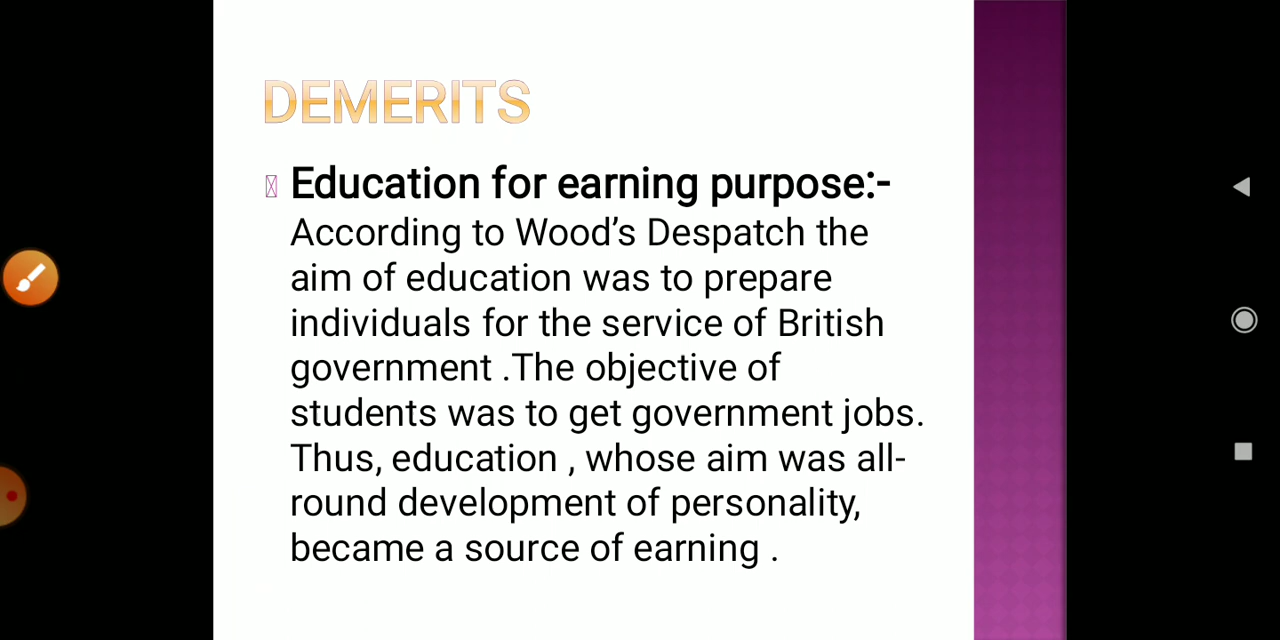 DEMERITS
Education for earning purpose:-
According to Wood’s Despatch the
aim of education was to prepare
individuals for the service of British
government .The objective of
students was to get government jobs.
Thus, education , whose aim was all-
round development of personality,
became a source of earning .